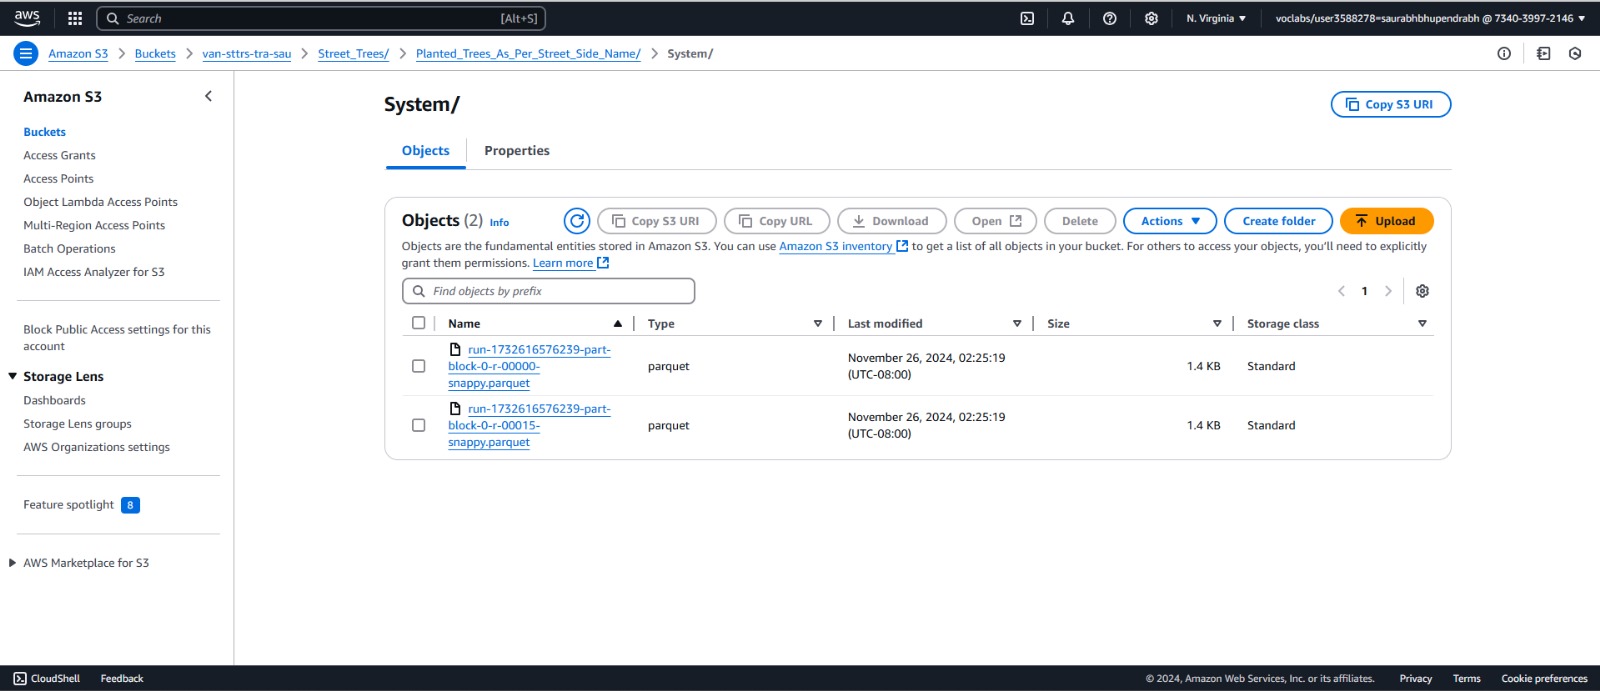 aws
Search [Alt+S]
N. Virginia
voclabs/user3588278=saurabhbhupendrabh @ 7340-3997-2146
Amazon S3 > Buckets > van-sttrs-tra-sau > Street_Trees/ > Planted_Trees_As_Per_Street_Side_Name/ > System/
Amazon S3
Buckets
Access Grants
Access Points
Object Lambda Access Points
Multi-Region Access Points
Batch Operations
IAM Access Analyzer for S3
Block Public Access settings for this
account
Storage Lens
Dashboards
Storage Lens groups
AWS Organizations settings
Feature spotlight 8
AWS Marketplace for S3
System/
Copy S3 URI
Objects Properties
Objects (2) Info
Copy S3 URI Copy URL Download Open Delete Actions Create folder Upload
Objects are the fundamental entities stored in Amazon S3. You can use Amazon S3 inventory to get a list of all objects in your bucket. For others to access your objects, you'll need to explicitly
grant them permissions. Learn more
Find objects by prefix
1
Name Type Last modified Size Storage class
run-1732616576239-part-
block-0-r-00000-
snappy.parquet
parquet
November 26, 2024, 02:25:19
(UTC-08:00)
1.4 KB
Standard
run-1732616576239-part-
block-0-r-00015-
snappy.parquet
parquet
November 26, 2024, 02:25:19
(UTC-08:00)
1.4 KB
Standard
CloudShell Feedback
© 2024, Amazon Web Services, Inc. or its affiliates. Privacy Terms Cookie preferences